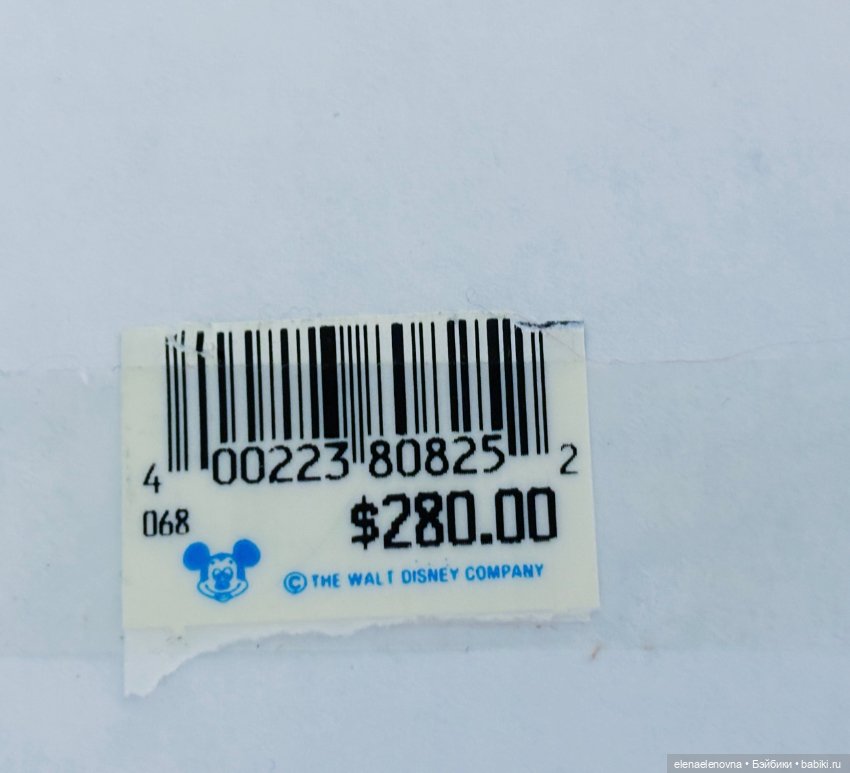 4 00223 80825 2
068 $280.00
© THE WALT DISNEY COMPANY
elenaelenovna • Бэйбики • babiki.ru